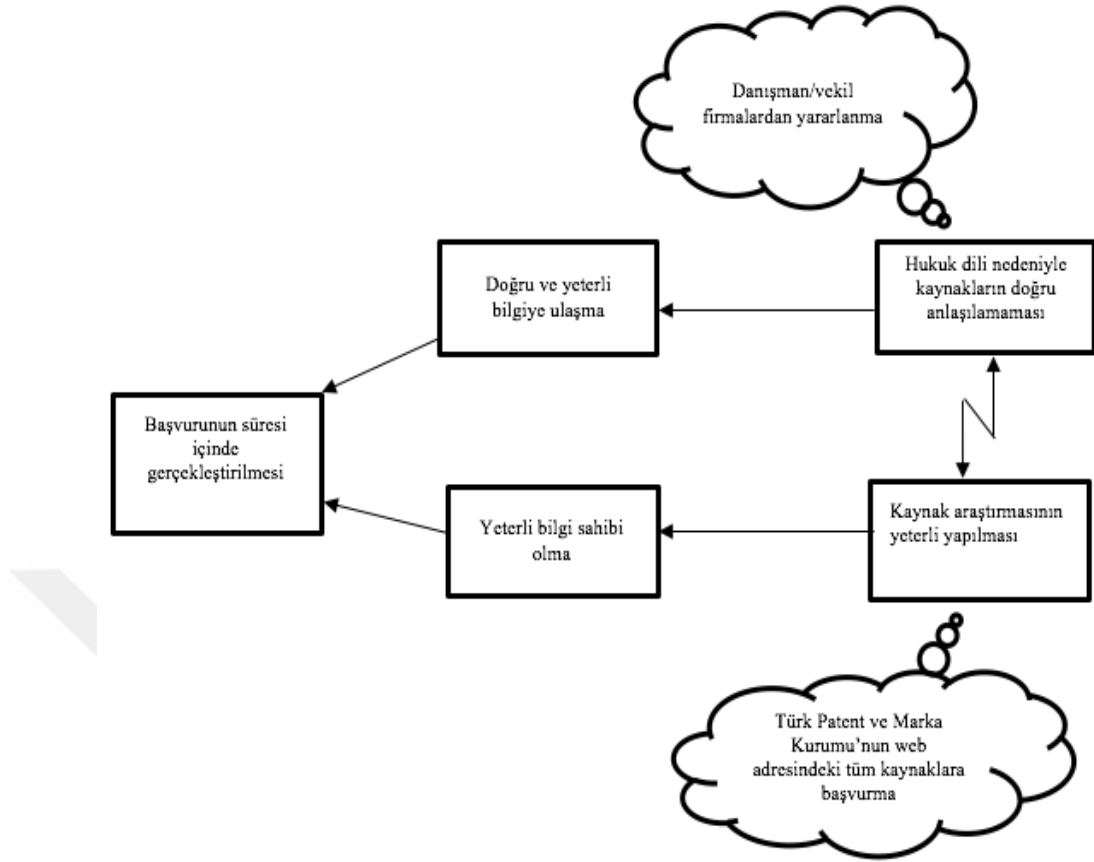 Danışman/vekil
firmalardan yararlanma
Doğru ve yeterli
bilgiye ulaşma
Hukuk dili nedeniyle
kaynakların doğru
anlaşılamaması
Başvurunun süresi
içinde
gerçekleştirilmesi
Yeterli bilgi sahibi
olma
Kaynak araştırmasının
yeterli yapılması
Türk Patent ve Marka
Kurumu’nun web
adresindeki tüm kaynaklara
başvurma